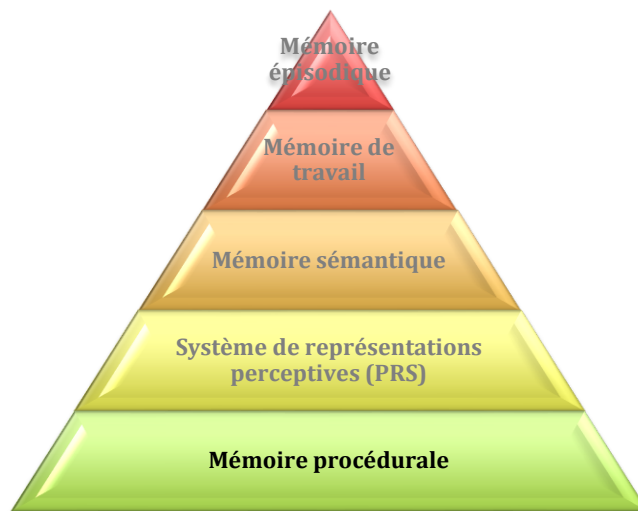 Mémoire
épisodique
Mémoire de
travail
Mémoire sémantique
Système de représentations
perceptives (PRS)
Mémoire procédurale